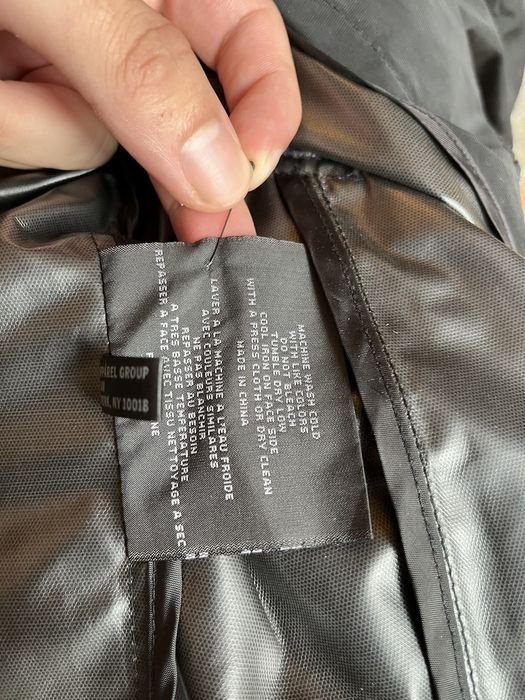 MACHINE WASH COLD
WITH LIKE COLORS
DO NOT BLEACH
TUMBLE DRY LOW
COOL IRON ON FACE SIDE
WITH A PRESS CLOTH OR DRY CLEAN
MADE IN CHINA
LAVER A LA MACHINE A L'EAU FROIDE
AVEC COULEURS SIMILARES
NE PAS BLANCHIR
REPASSER AU BESOIN
A TRES BASSE TEMPERATURE
REPASSER A FACE AVEC TISSU NETTOYAGE A SEC
GROUP
NY 10018